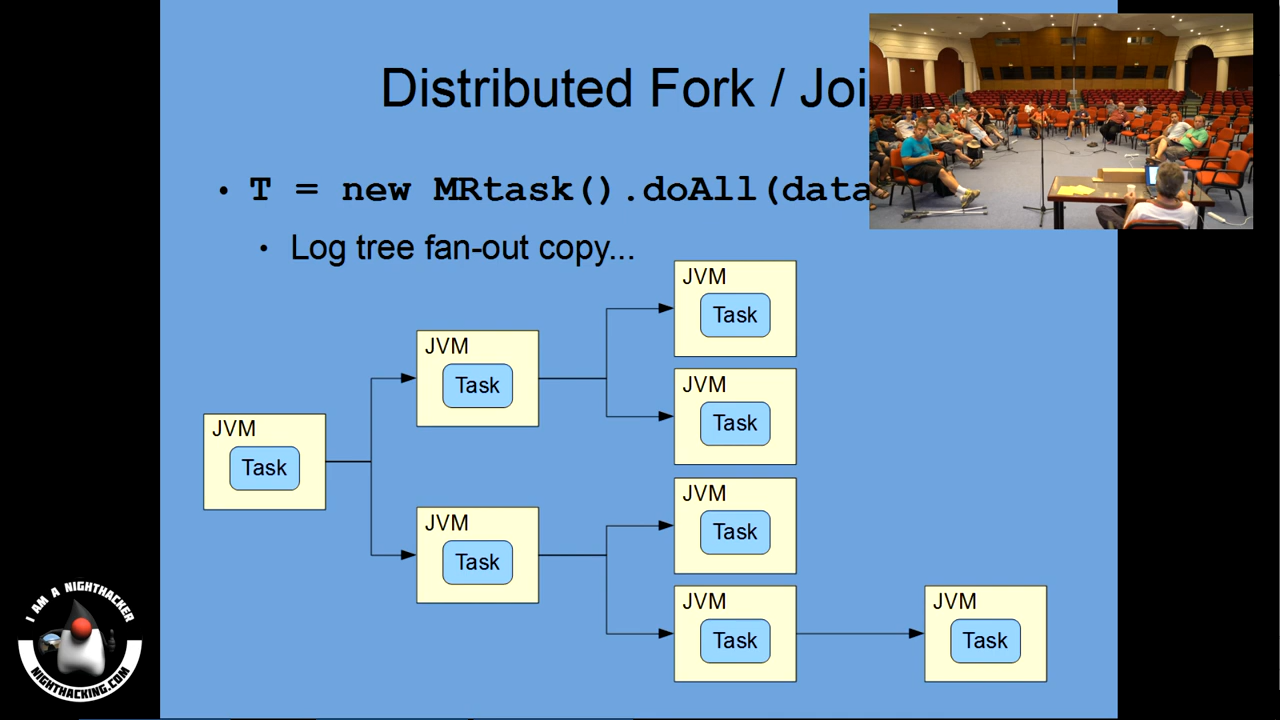 Distributed Fork / Joi
• T = new MRtask().doAll(data
• Log tree fan-out copy...
JVM
Task
JVM
Task
JVM
Task
JVM
Task
JVM
Task
JVM
Task
JVM
Task
JVM
Task
I AM A NIGHTHACKER
NIGHTHACKING.COM